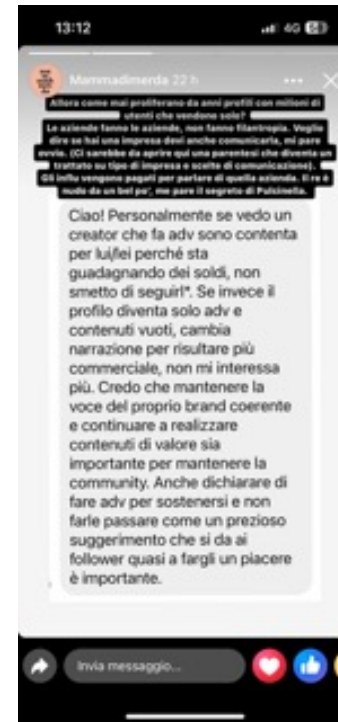 13:12
4G
Mammadimerda 22 h
Allora come mai proliferano da anni profili con milioni di
utenti che vendono solo?
Le aziende fanno le aziende, non fanno filantropia. Voglio
dire se hai una impresa devi anche comunicarla, mi pare
ovvio. (Ci sarebbe da aprire qui una parentesi che diventa un
trattato su tipo di impresa e scelte di comunicazione).
Gli influ vengono pagati per parlare di quella azienda. Il re è
nudo da un bel po', me pare il segreto di Pulcinella.
Ciao! Personalmente se vedo un
creator che fa adv sono contenta
per lui/lei perché sta
guadagnando dei soldi, non
smetto di seguirl*. Se invece il
profilo diventa solo adv e
contenuti vuoti, cambia
narrazione per risultare più
commerciale, non mi interessa
più. Credo che mantenere la
voce del proprio brand coerente
e continuare a realizzare
contenuti di valore sia
importante per mantenere la
community. Anche dichiarare di
fare adv per sostenersi e non
farle passare come un prezioso
suggerimento che si da ai
follower quasi a fargli un piacere
è importante.
Invia messaggio...